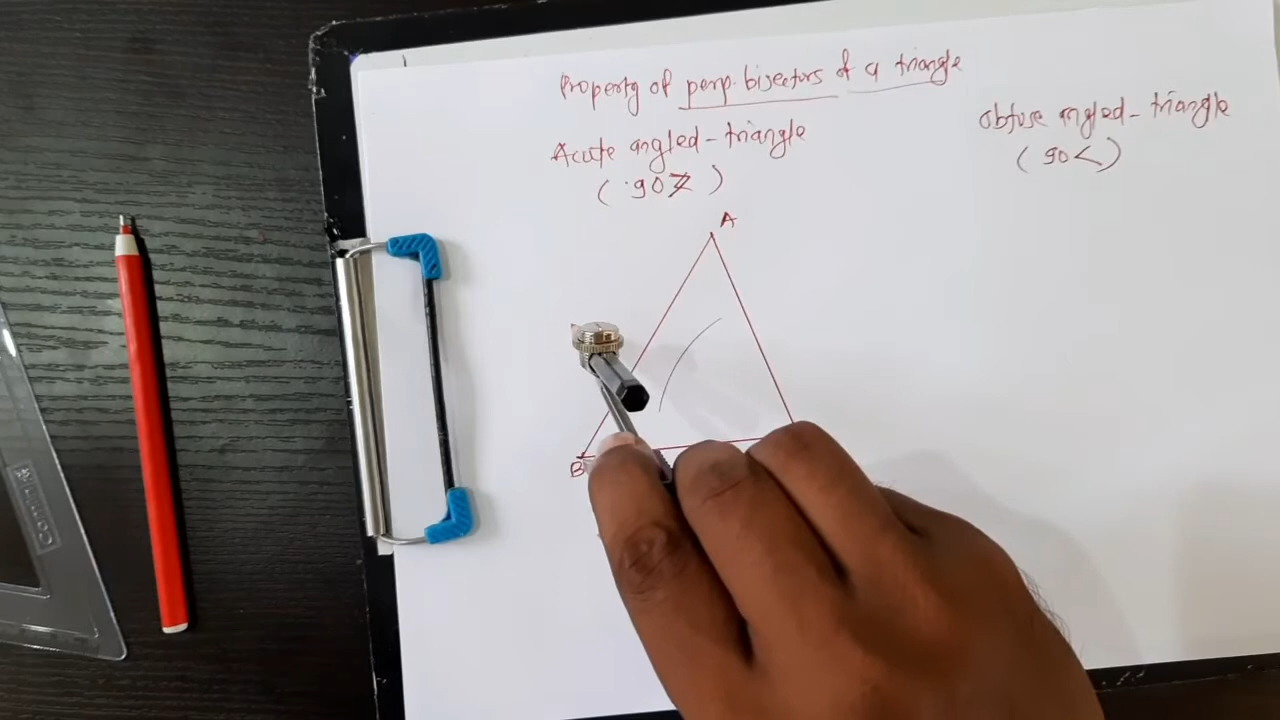 Property of perp. bisectors of a triangle
Acute angled-triangle
( 90> )
Obtuse angled-triangle
( 90< )
A
B